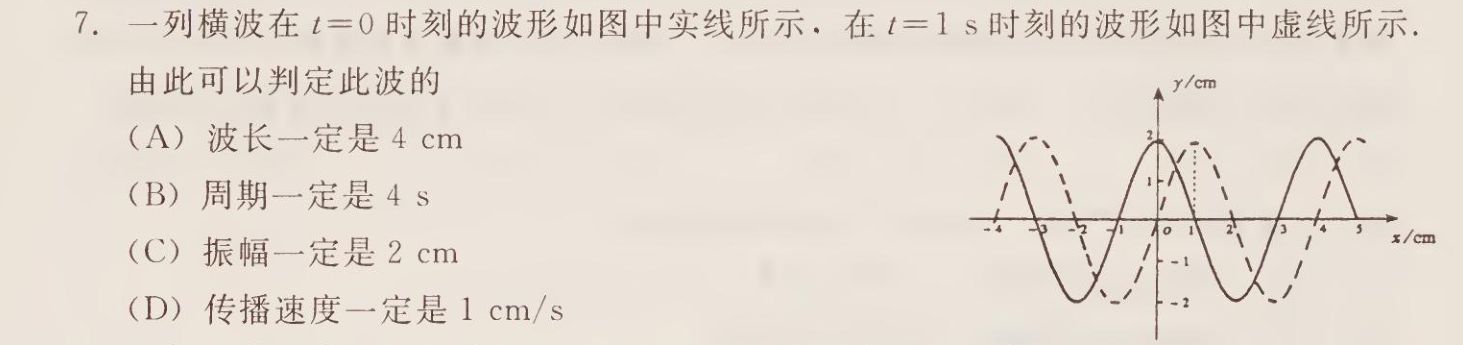 7. 一列横波在 t=0 时刻的波形如图中实线所示．在 t=1 s 时刻的波形如图中虚线所示．
由此可以判定此波的
(A) 波长一定是 4 cm
(B) 周期一定是 4 s
(C) 振幅一定是 2 cm
(D) 传播速度一定是 1 cm/s
y/cm
2
1
-4 -3 -2 -1 o 1 2 3 4 5
x/cm
-1
-2